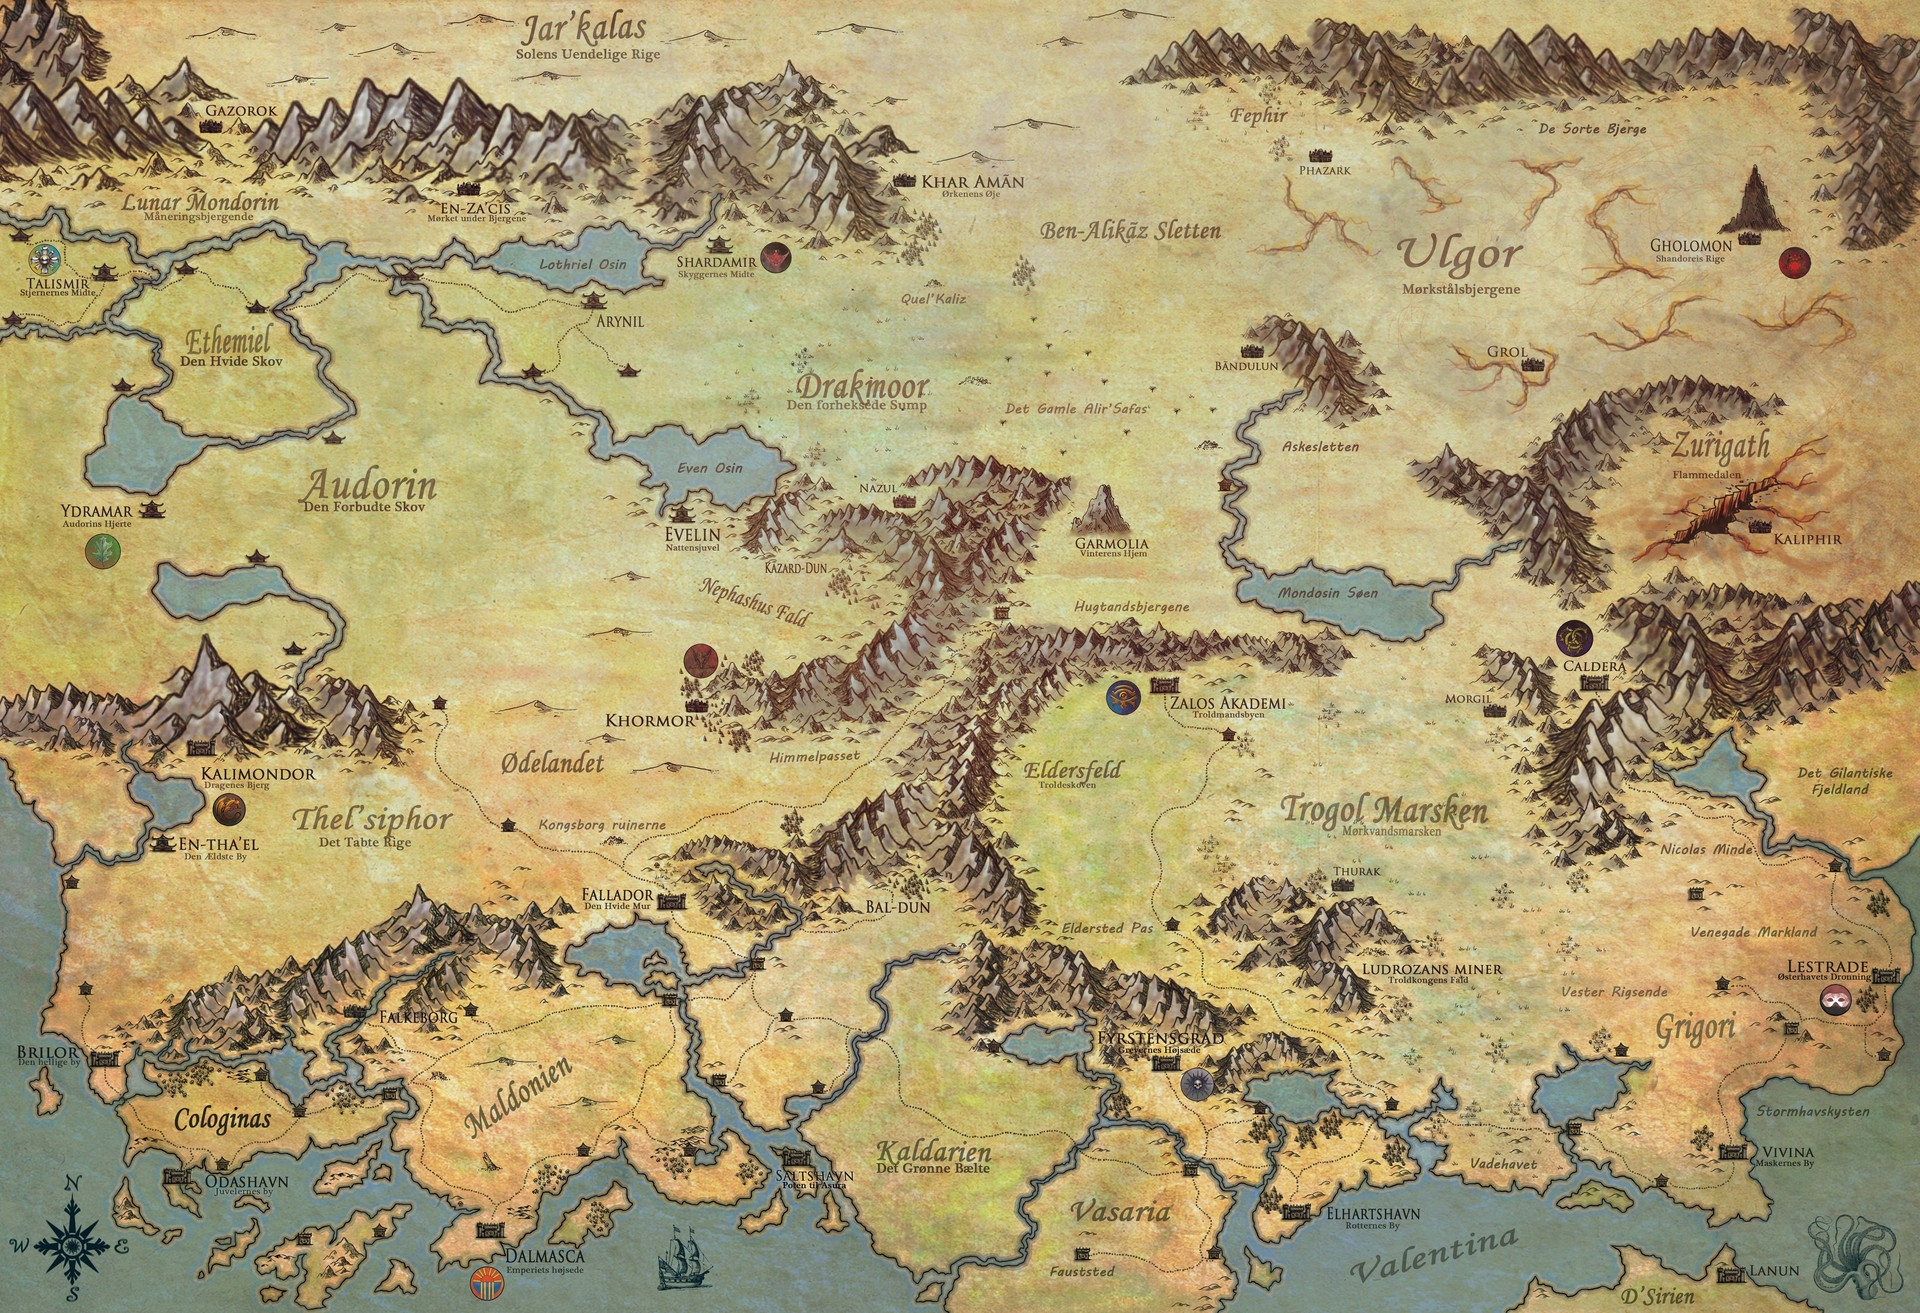 Jar'kalas
Solens Uendelige Rige
Gazorok
Fephir
De Sorte Bjerge
Phazark
Khar Amān
Ørkenens Øje
Lunar Mondorin
Måneringsbjergende
En-Za'cis
Mørket under Bjergene
Ben-Alikāz Sletten
Ulgor
Mørkstålsbjergene
Gholomon
Shandoreis Rige
Talismir
Stjernernes Midte
Lothriel Osin
Shardamir
Skyggernes Midte
Quel'Kaliz
Arynil
Ethemiel
Den Hvide Skov
Bāndulun
Grol
Drakmoor
Den forheksede Sump
Det Gamle Alir'Safas
Askesletten
Zurigath
Flammedalen
Even Osin
Audorin
Den Forbudte Skov
Nazul
Ydramar
Audorins Hjerte
Evelin
Nattensjuvel
Garmolia
Vinterens Hjem
Kaliphir
Kāzard-Dun
Nephashus Fald
Hugtandsbjergene
Mondosin Søen
Caldera
Morgil
Khormor
Zalos Akademi
Troldmandsbyen
Ødelandet
Himmelpasset
Eldersfeld
Troldeskoven
Kalimondor
Dragenes Bjerg
Det Gilantiske
Fjeldland
Thel'siphor
Det Tabte Rige
Kongsborg ruinerne
Trogol Marsken
Mørkvandsmarsken
En-tha'el
Den Ældste By
Nicolas Minde
Thurak
Fallador
Den Hvide Mur
Bal-Dun
Eldersted Pas
Venegade Markland
Ludrozans miner
Troldkongens Fald
Lestrade
Østerhavets Dronning
Vester Rigsende
Falkeborg
Grigori
Brilor
Den hellige by
Fyrstensgrad
Grevernes Højsæde
Maldonien
Cologinas
Stormhavskysten
Kaldarien
Det Grønne Bælte
Vivina
Maskernes By
Vadehavet
Odashavn
Juvelernes by
Saltshavn
Poten til Asura
Vasaria
Elhartshavn
Rotternes By
N
W
E
S
Dalmasca
Emperiets højsede
Valentina
Fauststed
Lanun
D'Sirien